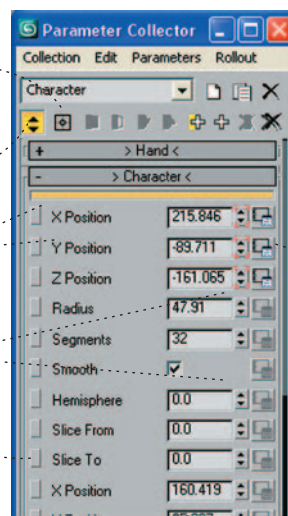 Parameter Collector
Collection Edit Parameters Rollout
Character
+ > Hand <
- > Character <
X Position 215.846
Y Position -89.711
Z Position -161.065
Radius 47.91
Segments 32
Smooth
Hemisphere 0.0
Slice From 0.0
Slice To 0.0
X Position 160.419